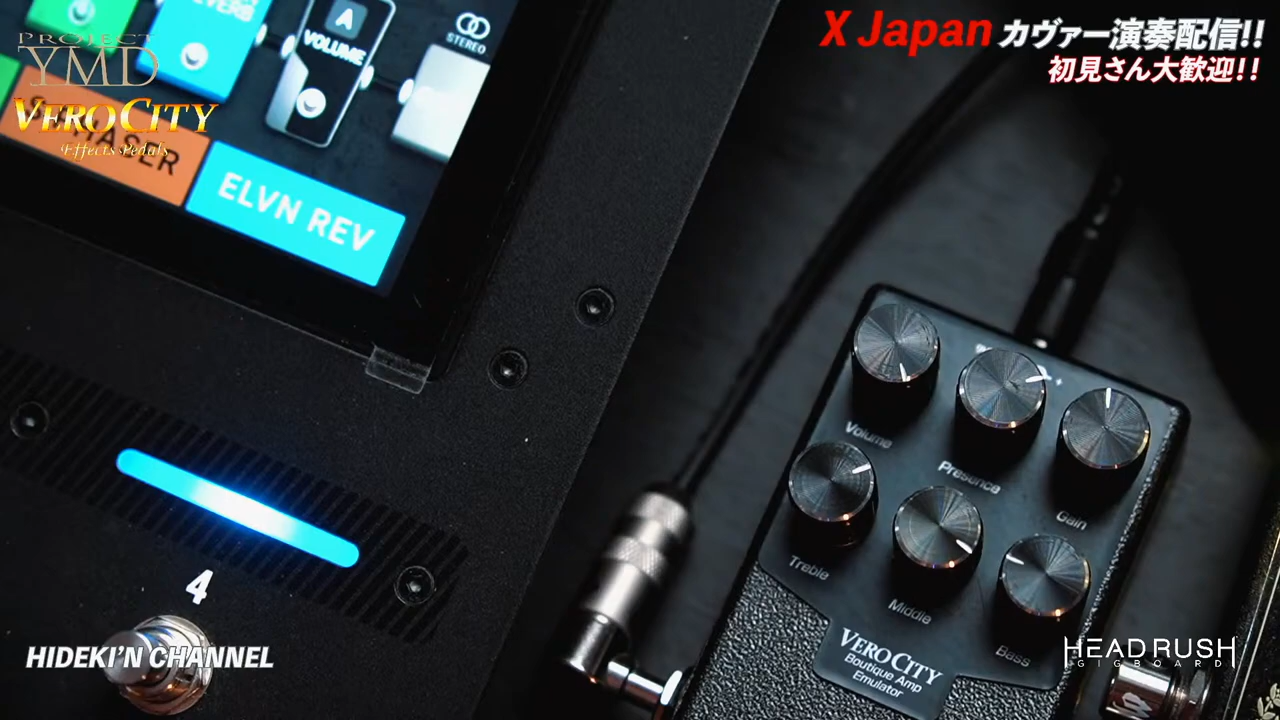 PROJECT
YMD
VEROCITY
Effects Pedals
X Japan カヴァー演奏配信!!
初見さん大歓迎!!
VERB
A
VOLUME
STEREO
PHASER
ELVN REV
4
HIDEKI'N CHANNEL
Volume
Presence
Gain
Treble
Middle
Bass
VEROCITY
Boutique Amp
Emulator
HEADRUSH
GIGBOARD